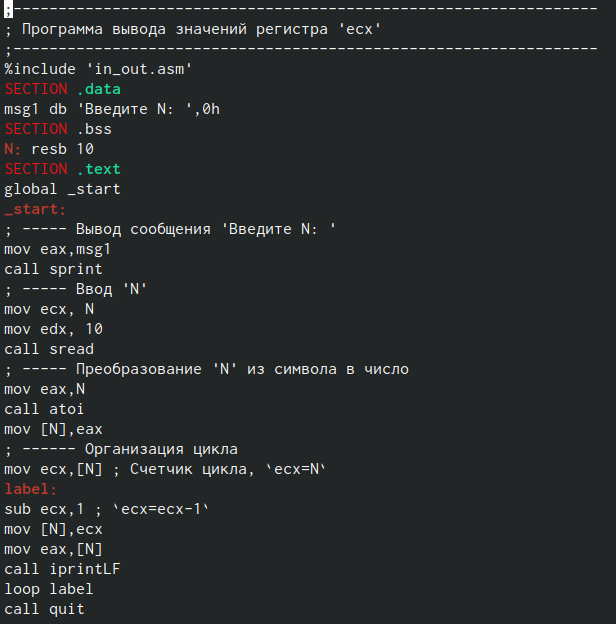 ;-----------------------------------------------------------------
; Программа вывода значений регистра 'ecx'
;-----------------------------------------------------------------
%include 'in_out.asm'
SECTION .data
msg1 db 'Введите N: ',0h
SECTION .bss
N: resb 10
SECTION .text
global _start
_start:
; ----- Вывод сообщения 'Введите N: '
mov eax,msg1
call sprint
; ----- Ввод 'N'
mov ecx, N
mov edx, 10
call sread
; ----- Преобразование 'N' из символа в число
mov eax,N
call atoi
mov [N],eax
; ------ Организация цикла
mov ecx,[N] ; Счетчик цикла, `ecx=N`
label:
sub ecx,1 ; `ecx=ecx-1`
mov [N],ecx
mov eax,[N]
call iprintLF
loop label
call quit